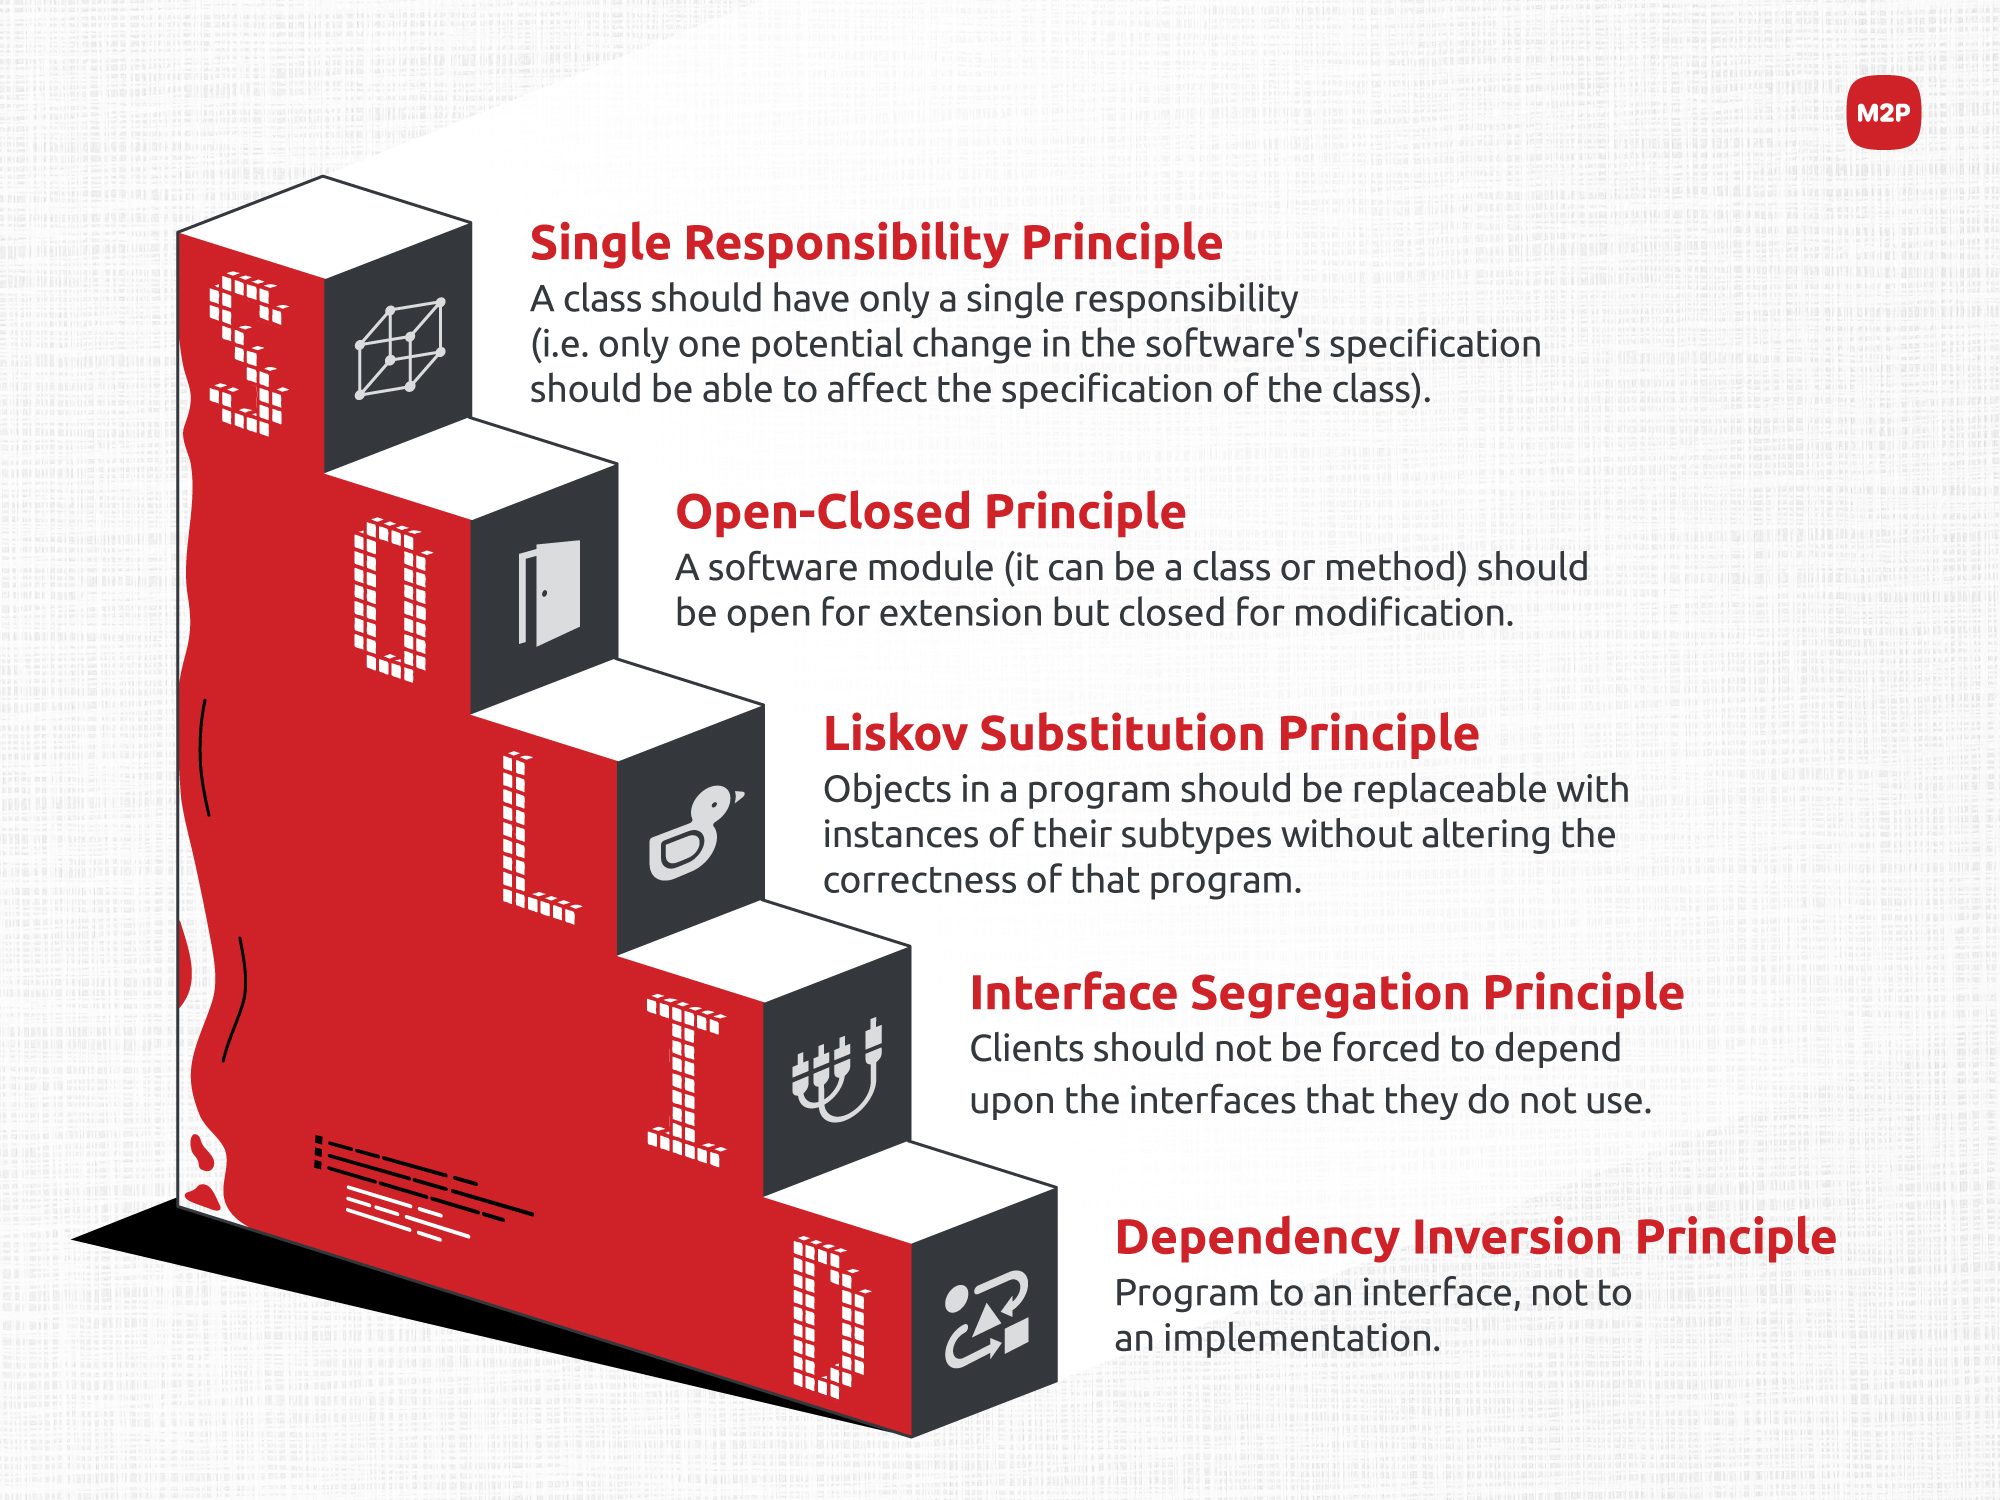 M2P
S
Single Responsibility Principle
A class should have only a single responsibility
(i.e. only one potential change in the software's specification
should be able to affect the specification of the class).
O
Open-Closed Principle
A software module (it can be a class or method) should
be open for extension but closed for modification.
L
Liskov Substitution Principle
Objects in a program should be replaceable with
instances of their subtypes without altering the
correctness of that program.
I
Interface Segregation Principle
Clients should not be forced to depend
upon the interfaces that they do not use.
D
Dependency Inversion Principle
Program to an interface, not to
an implementation.